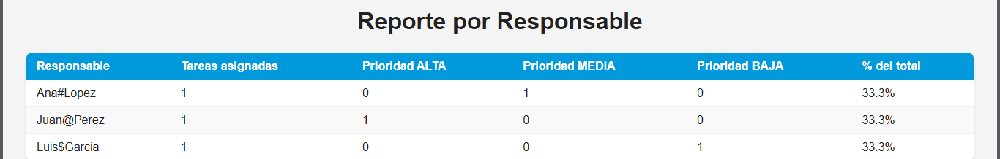 Reporte por Responsable
Responsable Tareas asignadas Prioridad ALTA Prioridad MEDIA Prioridad BAJA % del total
Ana#Lopez 1 0 1 0 33.3%
Juan@Perez 1 1 0 0 33.3%
Luis$Garcia 1 0 0 1 33.3%